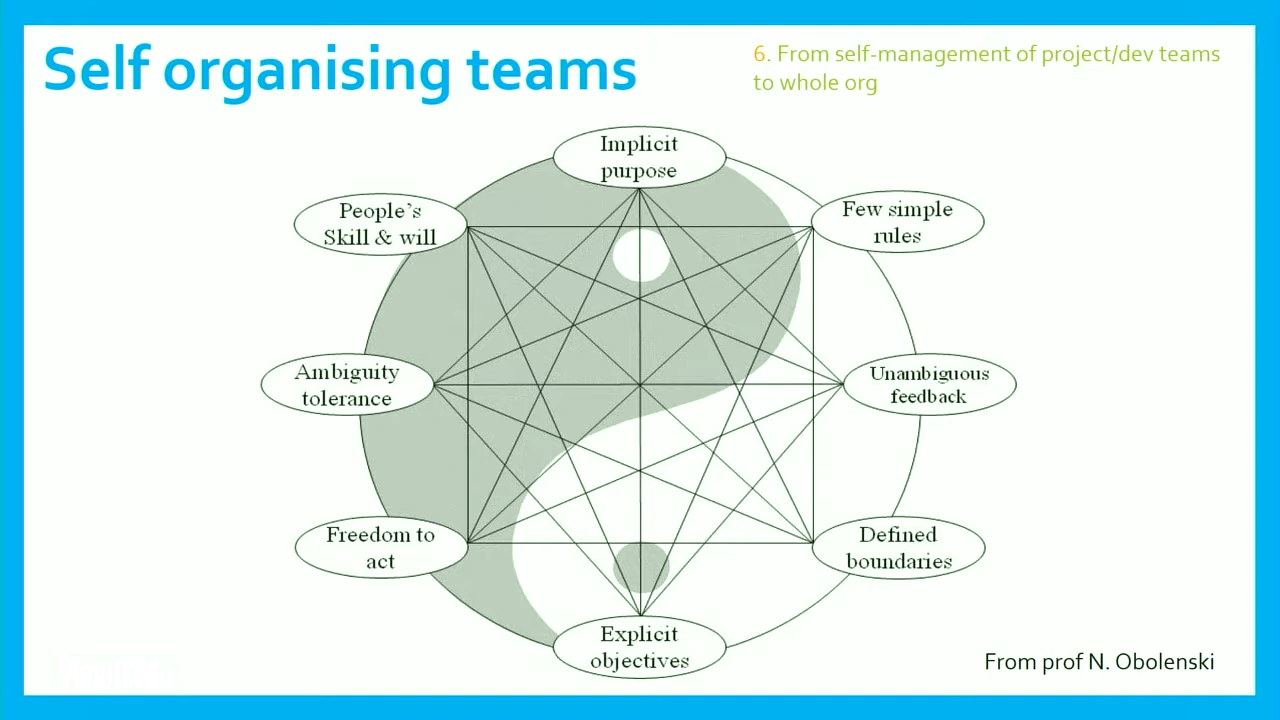 Self organising teams
6. From self-management of project/dev teams
to whole org
Implicit
purpose
People's
Skill & will
Few simple
rules
Ambiguity
tolerance
Unambiguous
feedback
Freedom to
act
Defined
boundaries
Explicit
objectives
From prof N. Obolenski